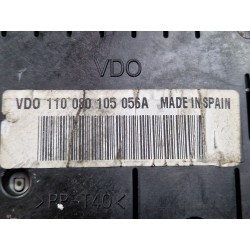 VDO
VDO 110 080 105 056A MADE IN SPAIN
>PP-T40<